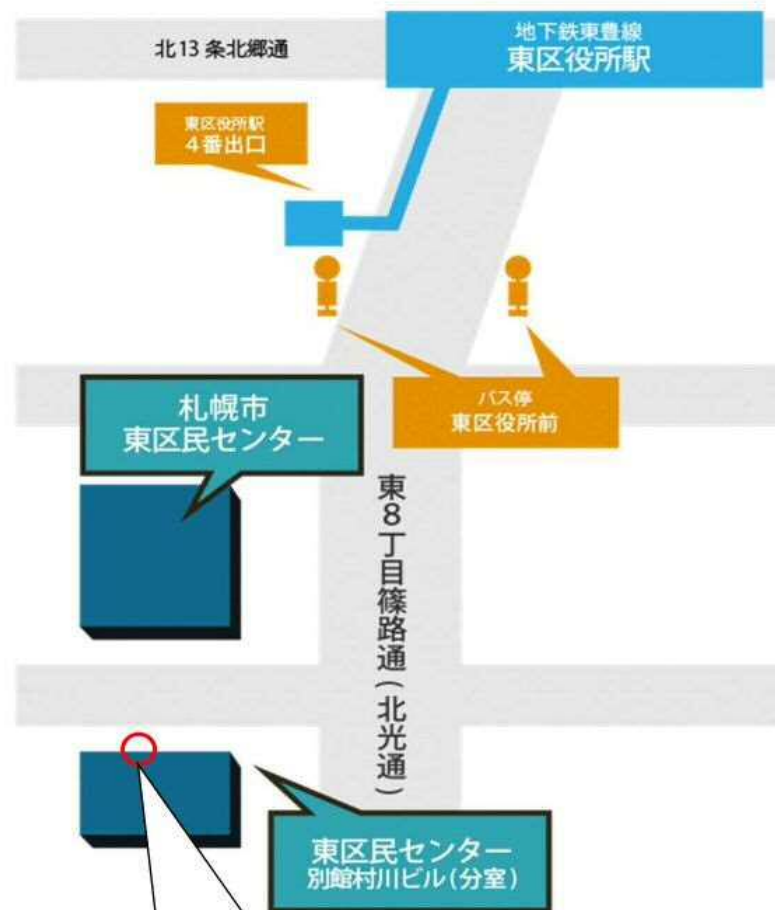 北13条北郷通
地下鉄東豊線
東区役所駅
東区役所駅
4番出口
バス停
東区役所前
札幌市
東区民センター
東8丁目篠路通(北光通)
東区民センター
別館村川ビル(分室)